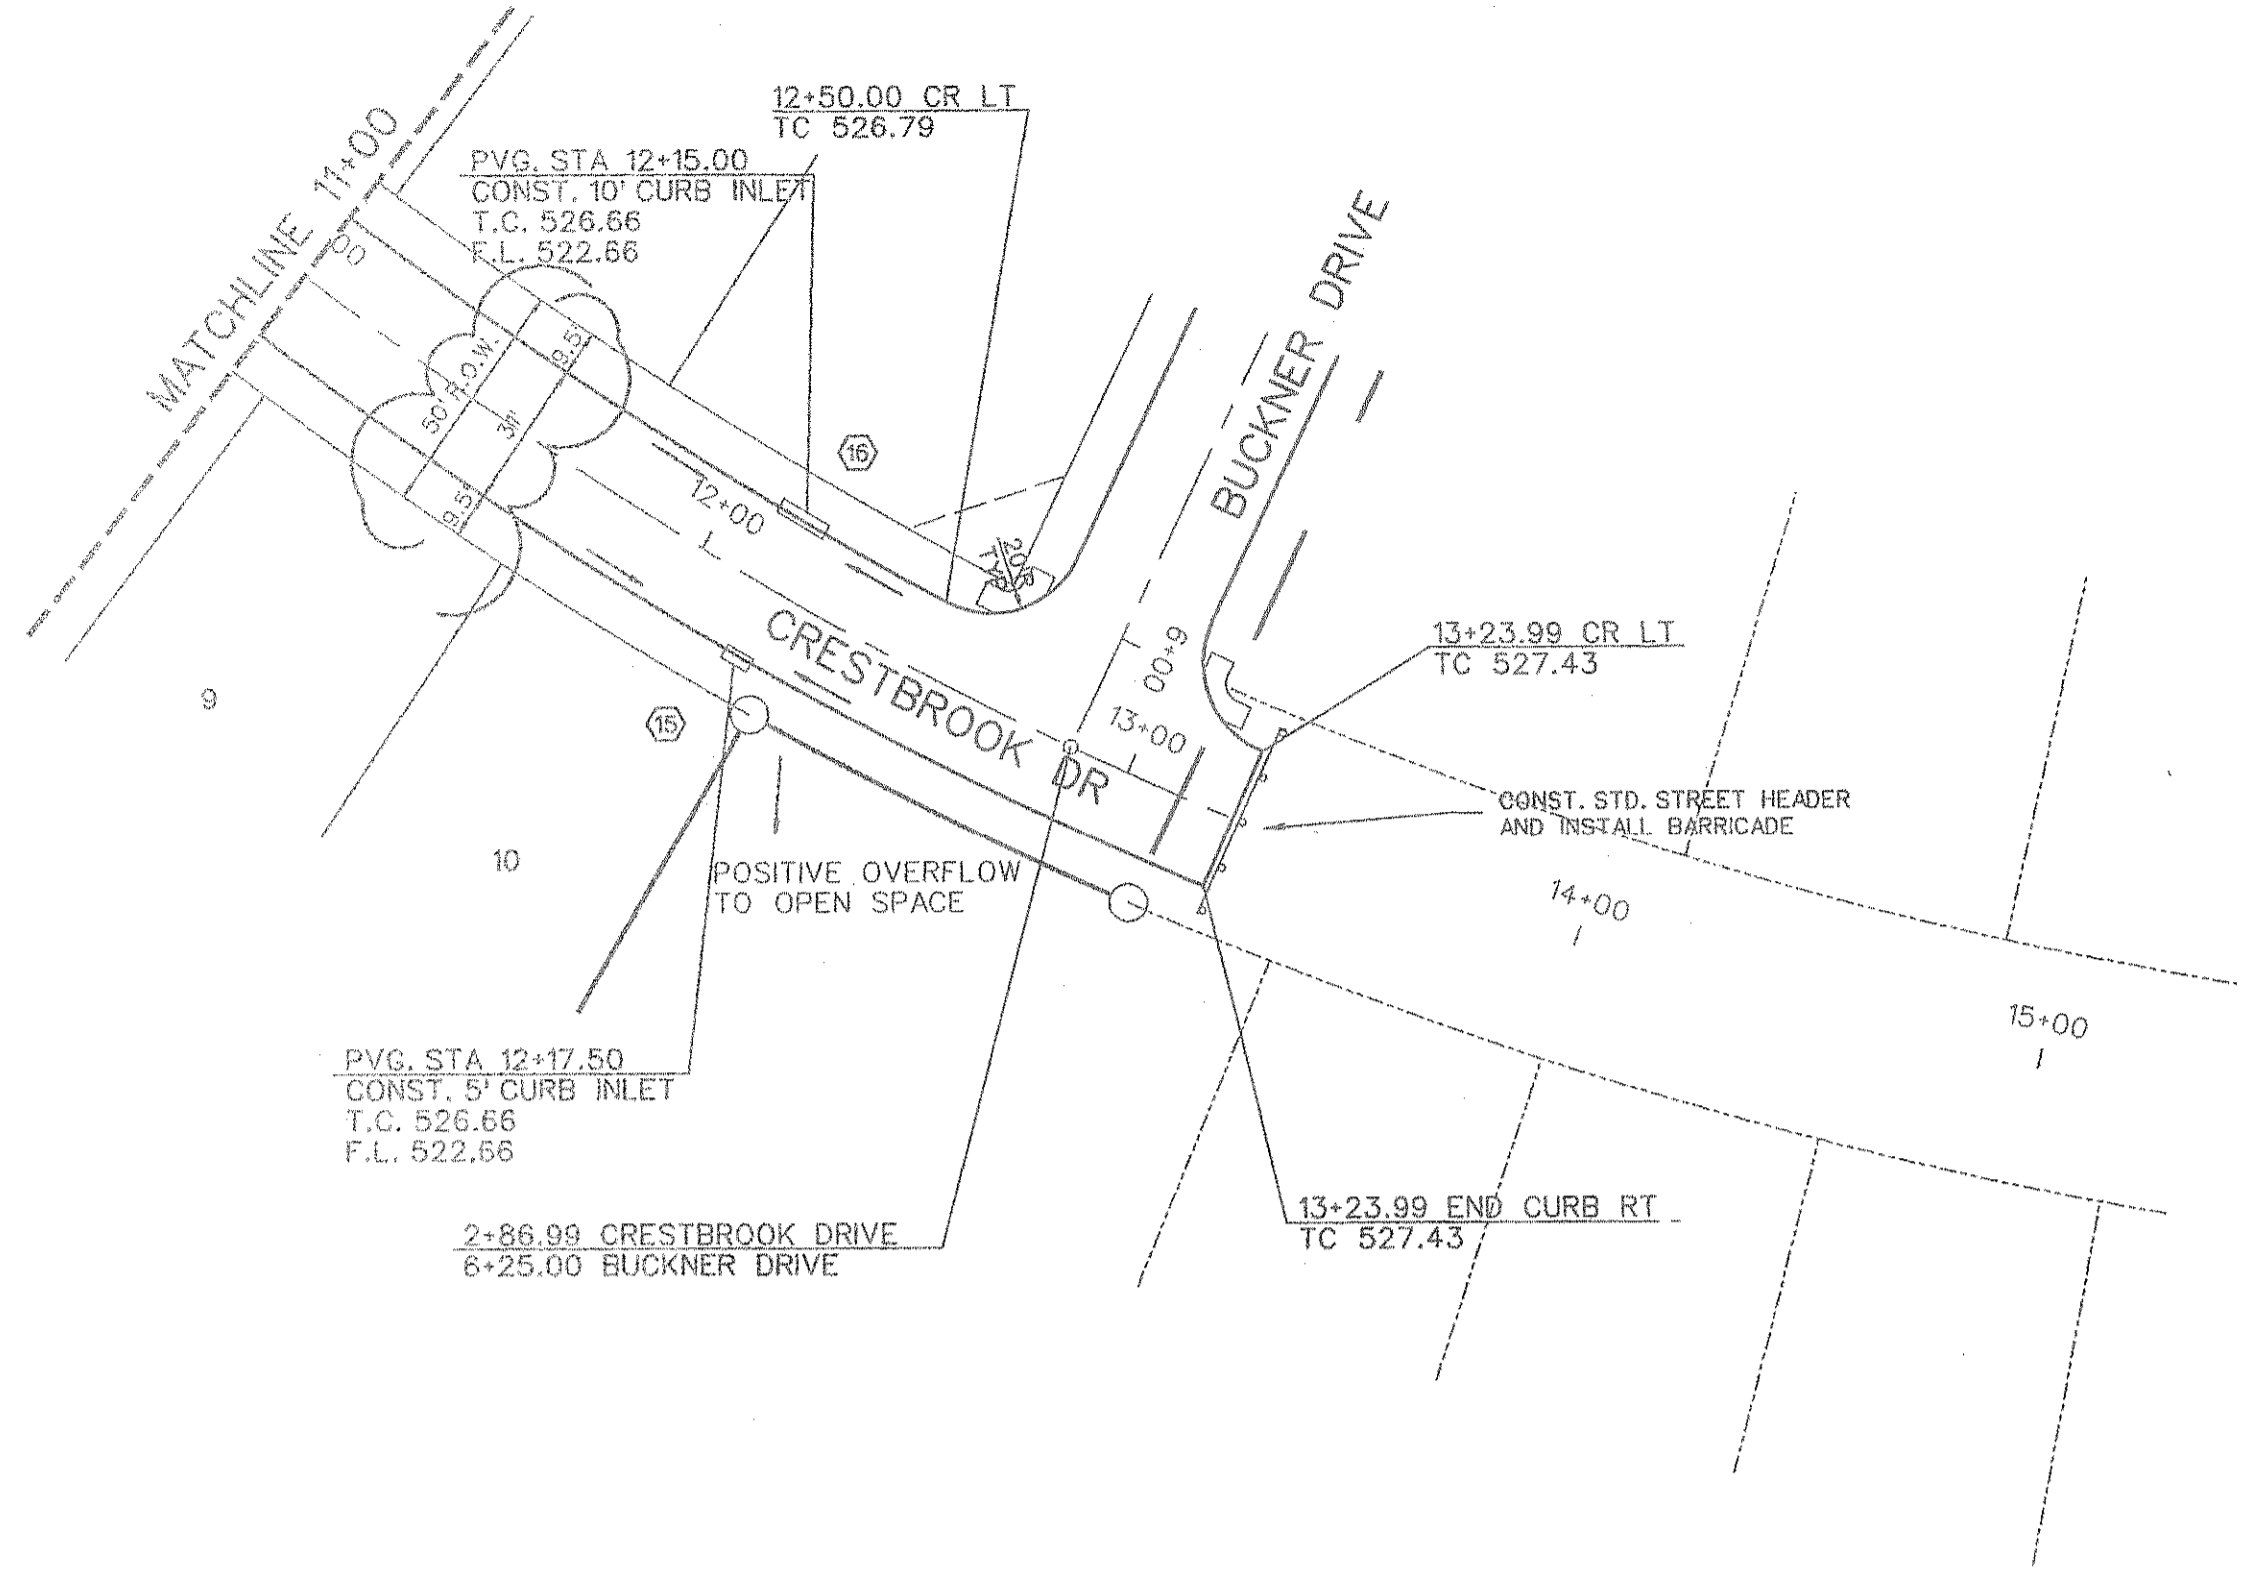 12+50.00 CR LT
TC 526.79
PVG. STA 12+15.00
CONST. 10' CURB INLET
T.C. 526.66
F.L. 522.66
MATCHLINE 11+00
00
50' R.O.W.
9.5'
31'
9.5'
16
12+00
20'R
TYP
BUCKNER DRIVE
CRESTBROOK DR
6+00
13+00
13+23.99 CR LT
TC 527.43
9
15
10
POSITIVE OVERFLOW
TO OPEN SPACE
CONST. STD. STREET HEADER
AND INSTALL BARRICADE
14+00
15+00
PVG. STA 12+17.50
CONST. 5' CURB INLET
T.C. 526.66
F.L. 522.66
2+86.99 CRESTBROOK DRIVE
6+25.00 BUCKNER DRIVE
13+23.99 END CURB RT
TC 527.43